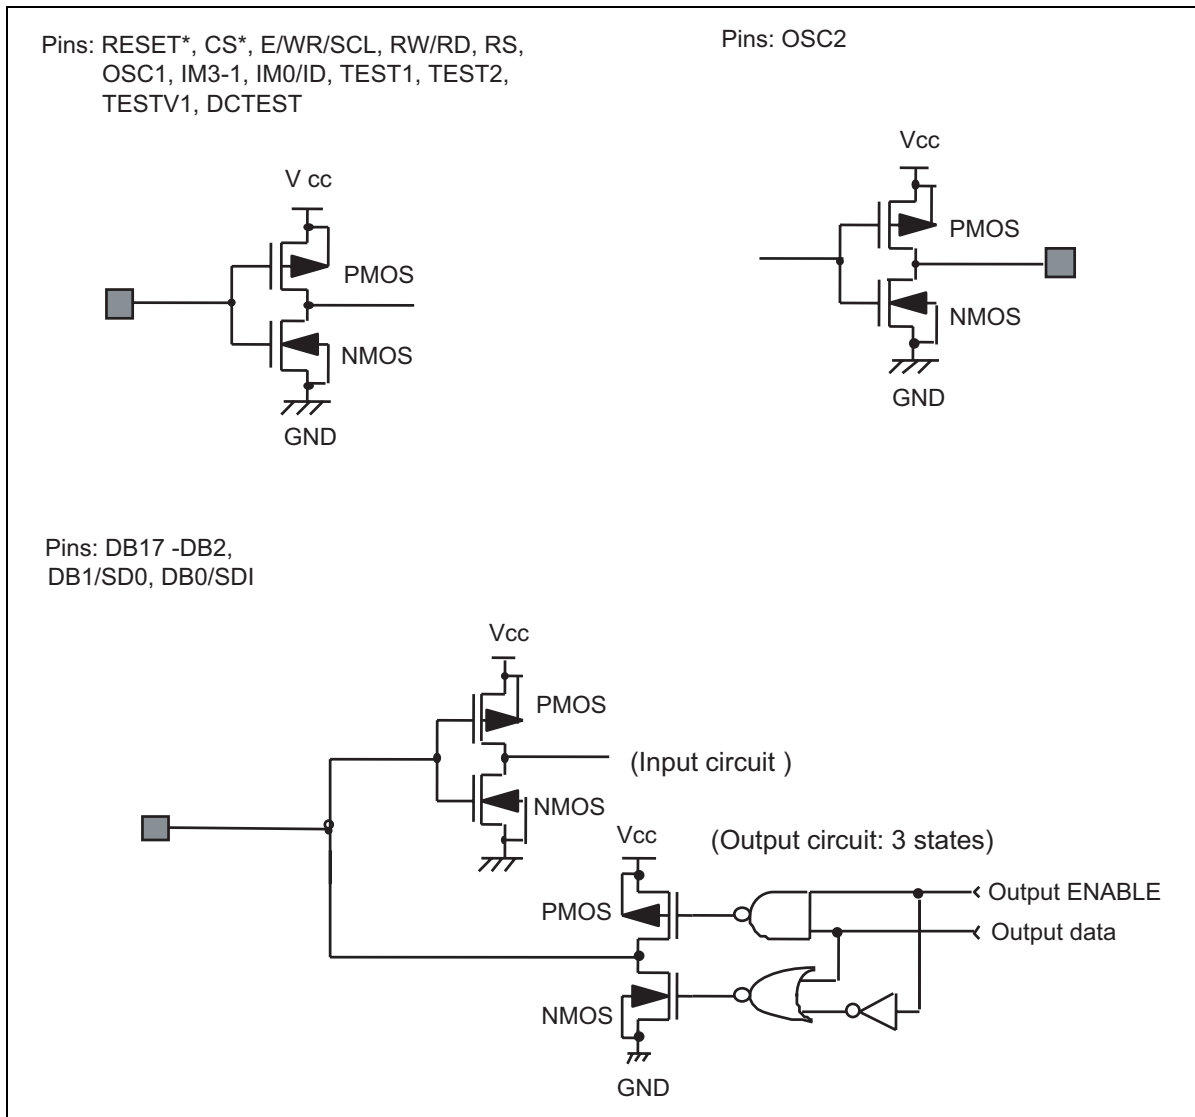 Pins: RESET*, CS*, E/WR/SCL, RW/RD, RS,
OSC1, IM3-1, IM0/ID, TEST1, TEST2,
TESTV1, DCTEST
V cc
PMOS
NMOS
GND
Pins: OSC2
Vcc
PMOS
NMOS
GND
Pins: DB17 -DB2,
DB1/SD0, DB0/SDI
Vcc
PMOS
(Input circuit )
NMOS
Vcc
(Output circuit: 3 states)
Output ENABLE
PMOS
Output data
NMOS
GND